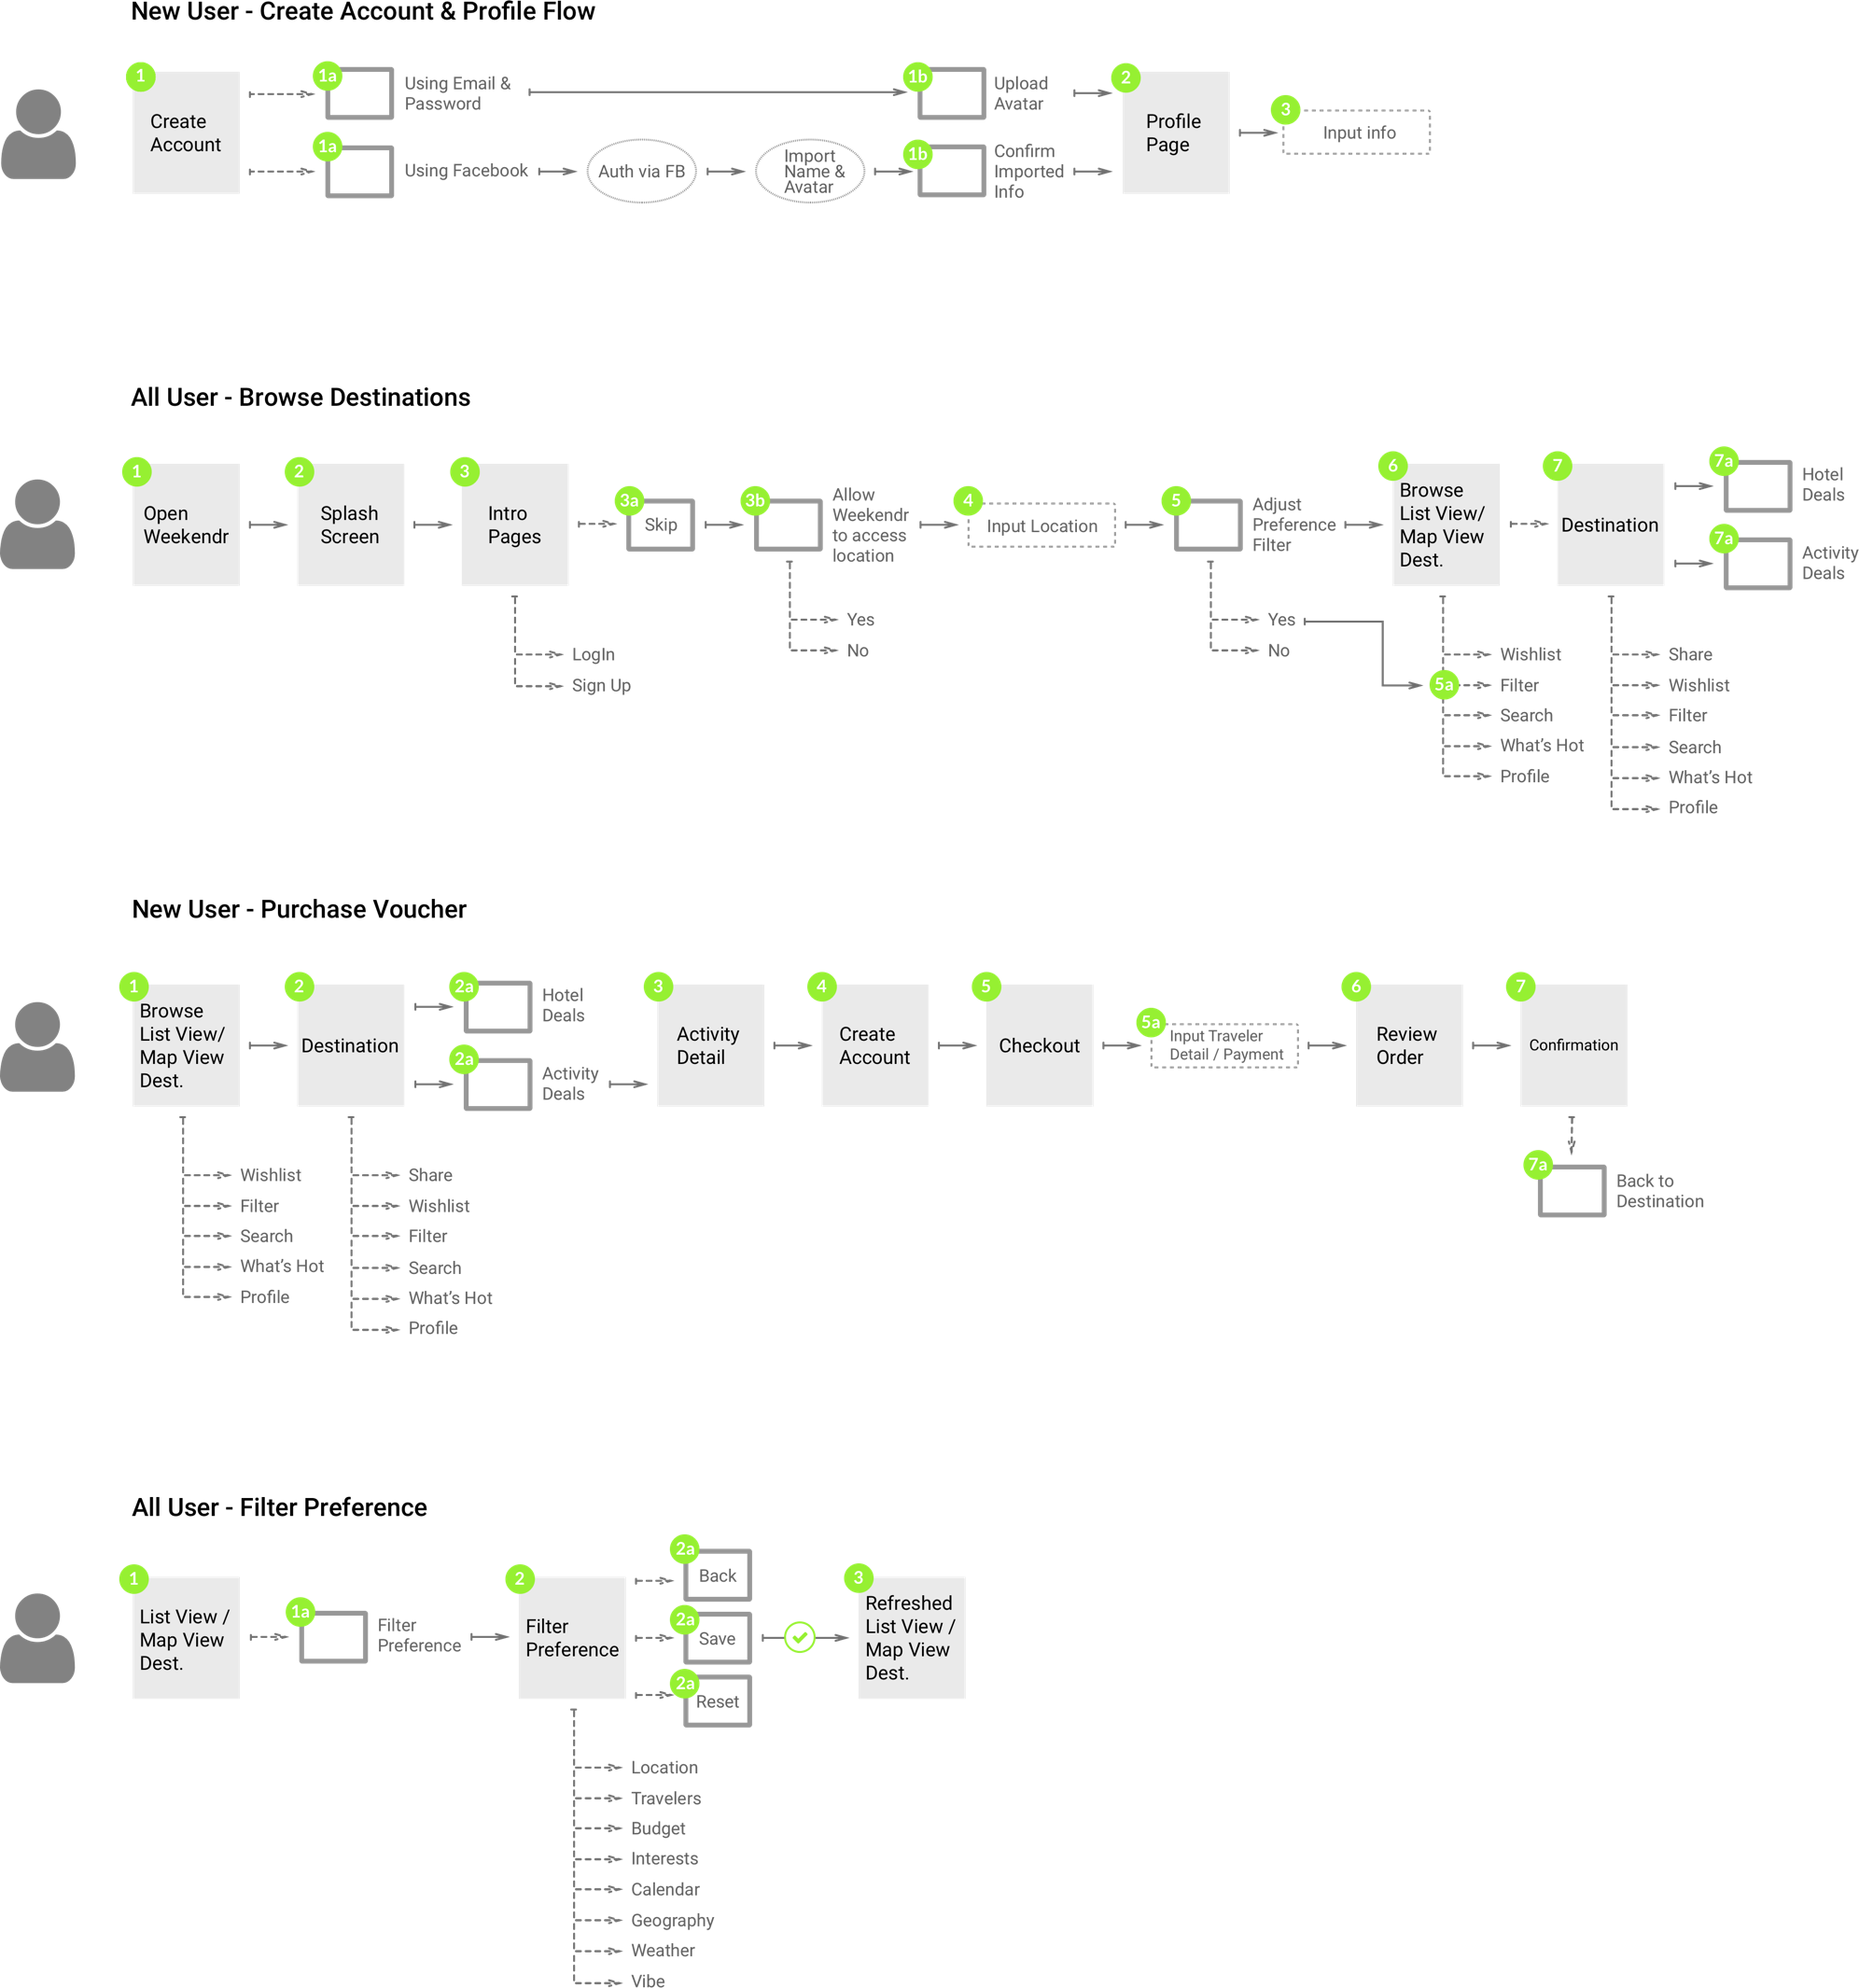 New User - Create Account & Profile Flow
1
Create
Account
1a
Using Email &
Password
1b
Upload
Avatar
1a
Using Facebook
Auth via FB
Import
Name &
Avatar
1b
Confirm
Imported
Info
2
Profile
Page
3
Input info
All User - Browse Destinations
1
Open
Weekendr
2
Splash
Screen
3
Intro
Pages
LogIn
Sign Up
3a
Skip
3b
Allow
Weekendr
to access
location
Yes
No
4
Input Location
5
Adjust
Preference
Filter
Yes
No
6
Browse
List View/
Map View
Dest.
Wishlist
5a
Filter
Search
What's Hot
Profile
7
Destination
Share
Wishlist
Filter
Search
What's Hot
Profile
7a
Hotel
Deals
7a
Activity
Deals
New User - Purchase Voucher
1
Browse
List View/
Map View
Dest.
Wishlist
Filter
Search
What's Hot
Profile
2
Destination
Share
Wishlist
Filter
Search
What's Hot
Profile
2a
Hotel
Deals
2a
Activity
Deals
3
Activity
Detail
4
Create
Account
5
Checkout
5a
Input Traveler
Detail / Payment
6
Review
Order
7
Confirmation
7a
Back to
Destination
All User - Filter Preference
1
List View /
Map View
Dest.
1a
Filter
Preference
2
Filter
Preference
2a
Back
2a
Save
2a
Reset
3
Refreshed
List View /
Map View
Dest.
Location
Travelers
Budget
Interests
Calendar
Geography
Weather
Vibe